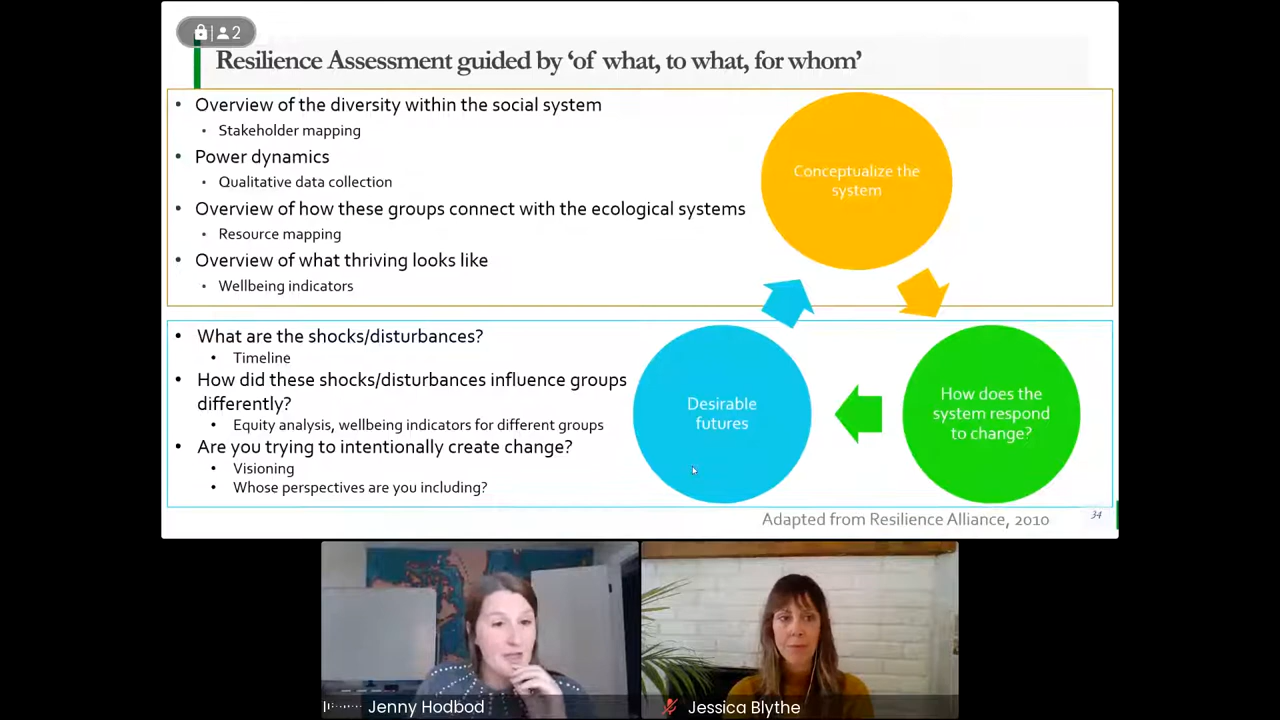 2
Resilience Assessment guided by ‘of what, to what, for whom’
• Overview of the diversity within the social system
• Stakeholder mapping
• Power dynamics
• Qualitative data collection
• Overview of how these groups connect with the ecological systems
• Resource mapping
• Overview of what thriving looks like
• Wellbeing indicators
Conceptualize the
system
• What are the shocks/disturbances?
• Timeline
• How did these shocks/disturbances influence groups
differently?
• Equity analysis, wellbeing indicators for different groups
• Are you trying to intentionally create change?
• Visioning
• Whose perspectives are you including?
Desirable
futures
How does the
system respond
to change?
Adapted from Resilience Alliance, 2010
34
Jenny Hodbod
Jessica Blythe